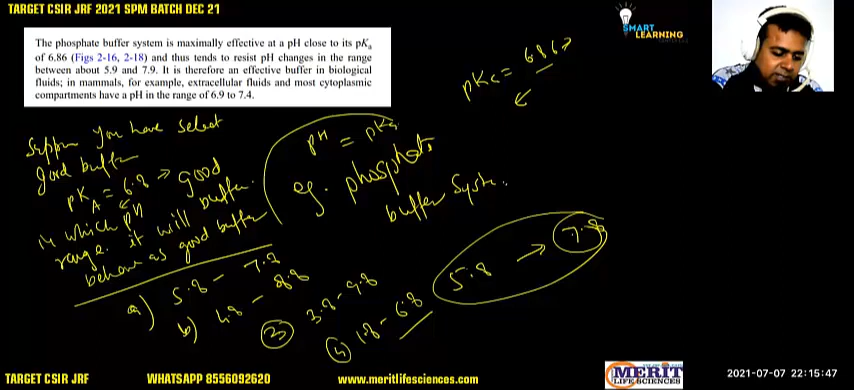 TARGET CSIR JRF 2021 SPM BATCH DEC 21
SMART
LEARNING
The phosphate buffer system is maximally effective at a pH close to its pKa
of 6.86 (Figs 2-16, 2-18) and thus tends to resist pH changes in the range
between about 5.9 and 7.9. It is therefore an effective buffer in biological
fluids; in mammals, for example, extracellular fluids and most cytoplasmic
compartments have a pH in the range of 6.9 to 7.4.
you have select
good buffer
pKA = 6.8 good
buffer.
in which pH
range. it will
behave as good buffer
pH = pKa
eg. phosphate
buffer
a) 5.8 -
b) 4.8 - 8.8
3) 3.8 - 9.8
4) 1.8 - 6.8
5.8 → 7.8
TARGET CSIR JRF
WHATSAPP 8556092620
www.meritlifesciences.com
MERIT
LIFE SCIENCES
2021-07-07 22:15:47